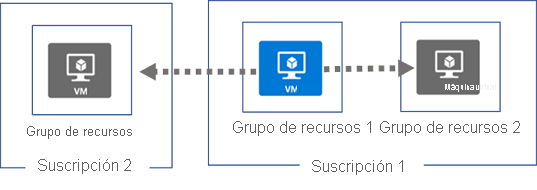 VM
Grupo de recursos
Suscripción 2
VM
Grupo de recursos 1
Grupo de recursos 2
Suscripción 1